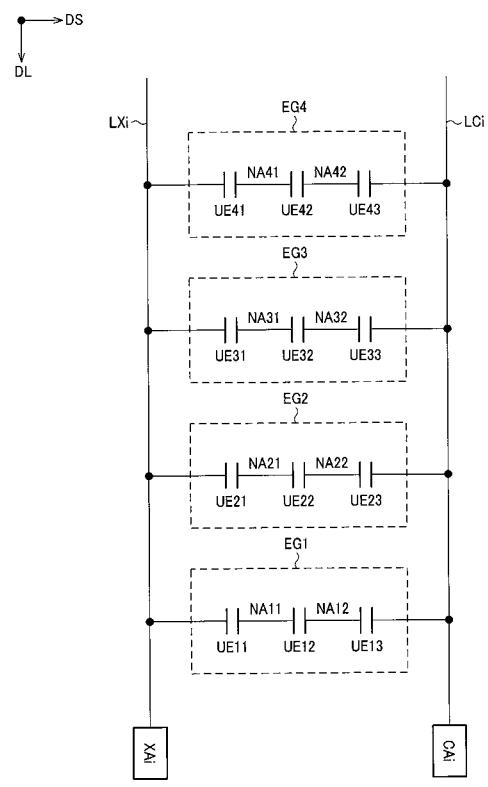 DS
DL
EG4
LXi
LCi
NA41 NA42
UE41 UE42 UE43
EG3
NA31 NA32
UE31 UE32 UE33
EG2
NA21 NA22
UE21 UE22 UE23
EG1
NA11 NA12
UE11 UE12 UE13
XAi
CAi